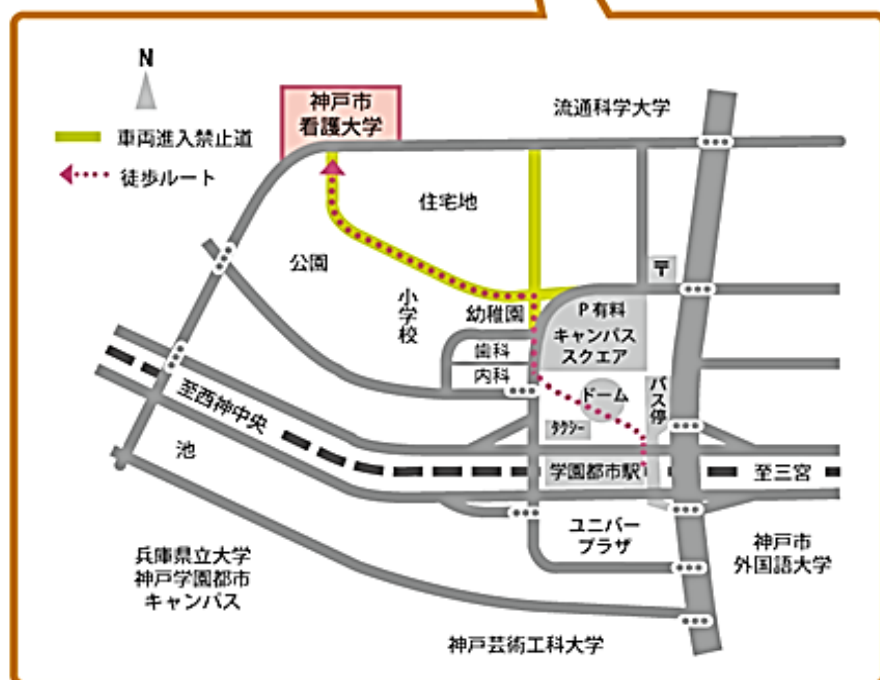 N
神戸市
看護大学
流通科学大学
車両進入禁止道
徒歩ルート
住宅地
公園
〒
小学校
幼稚園
P有料
キャンパス
スクエア
歯科
内科
ドーム
バス停
タクシー
至西神中央
池
学園都市駅
至三宮
ユニバー
プラザ
神戸市
外国語大学
兵庫県立大学
神戸学園都市
キャンパス
神戸芸術工科大学